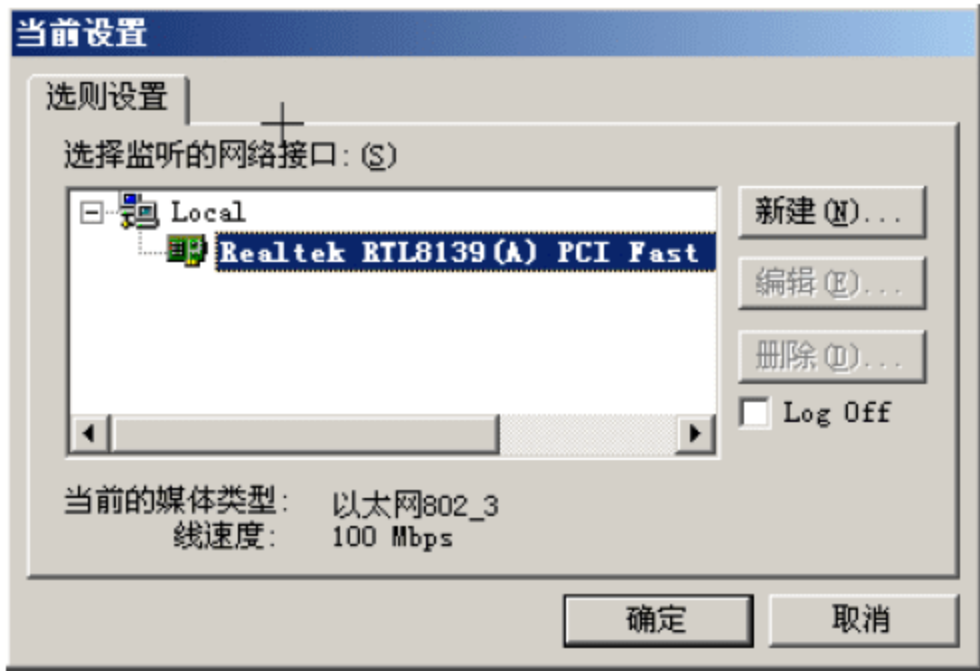 当前设置
选则设置
选择监听的网络接口:(S)
Local
Realtek RTL8139(A) PCI Fast
新建(N)...
编辑(E)...
删除(D)...
Log Off
当前的媒体类型: 以太网802_3
线速度: 100 Mbps
确定
取消